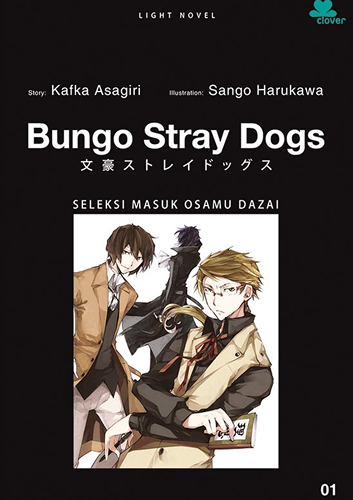 LIGHT NOVEL
clover
Story: Kafka Asagiri Illustration: Sango Harukawa
Bungo Stray Dogs
文豪ストレイドッグス
SELEKSI MASUK OSAMU DAZAI
01